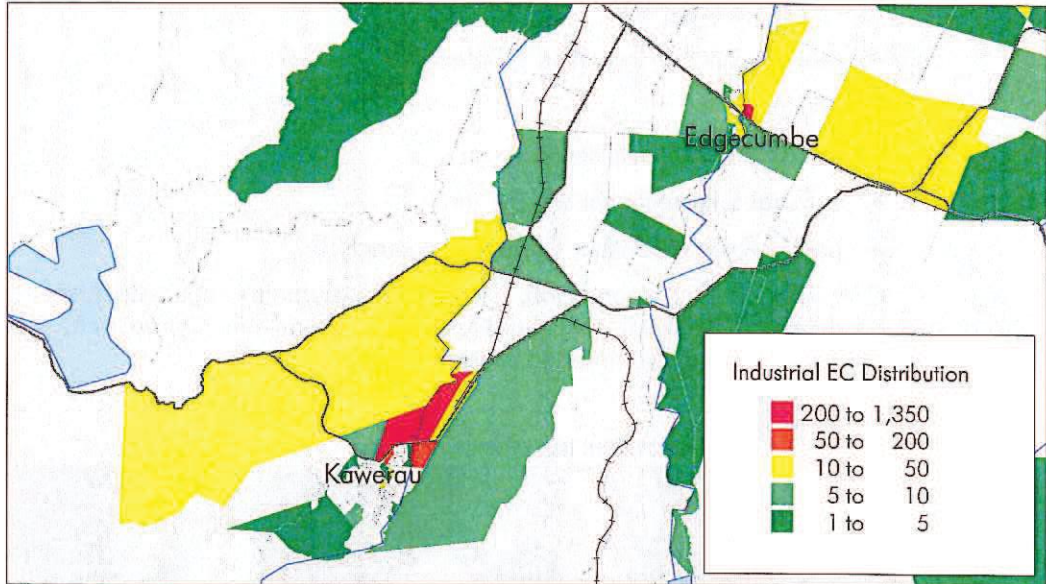 Edgecumbe
Kawerau
Industrial EC Distribution
200 to 1,350
50 to 200
10 to 50
5 to 10
1 to 5